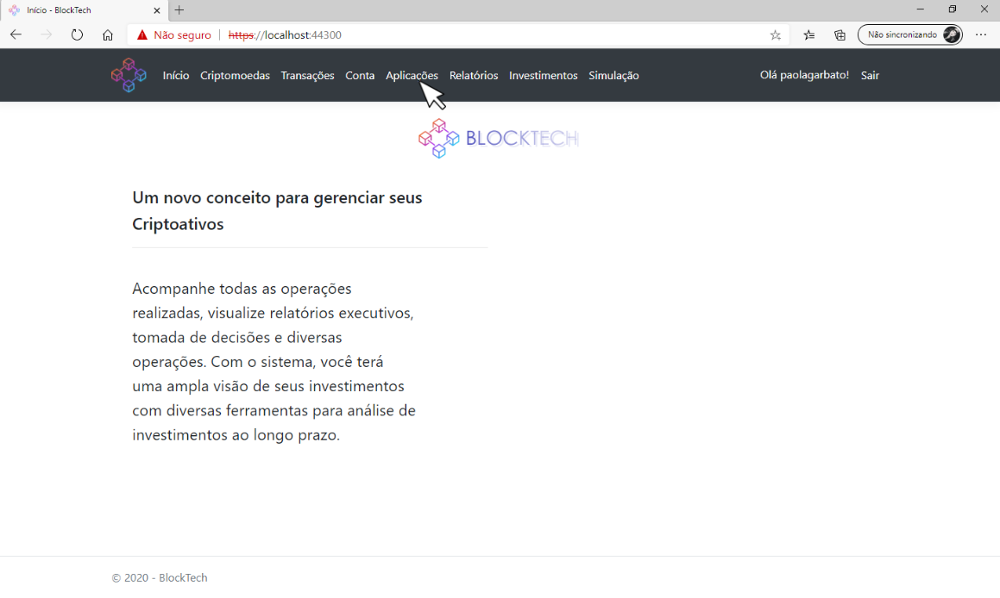 Início - BlockTech
Não seguro | https://localhost:44300
Não sincronizando
Início Criptomoedas Transações Conta Aplicações Relatórios Investimentos Simulação Olá paolagarbato! Sair
BLOCKTECH
Um novo conceito para gerenciar seus
Criptoativos
Acompanhe todas as operações
realizadas, visualize relatórios executivos,
tomada de decisões e diversas
operações. Com o sistema, você terá
uma ampla visão de seus investimentos
com diversas ferramentas para análise de
investimentos ao longo prazo.
© 2020 - BlockTech